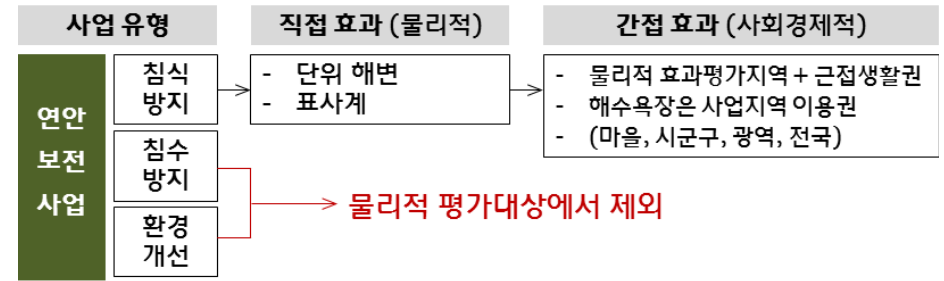 사업 유형
직접 효과 (물리적)
간접 효과 (사회경제적)
연안
보전
사업
침식
방지
- 단위 해변
- 표사계
- 물리적 효과평가지역 + 근접생활권
- 해수욕장은 사업지역 이용권
- (마을, 시군구, 광역, 전국)
침수
방지
환경
개선
물리적 평가대상에서 제외